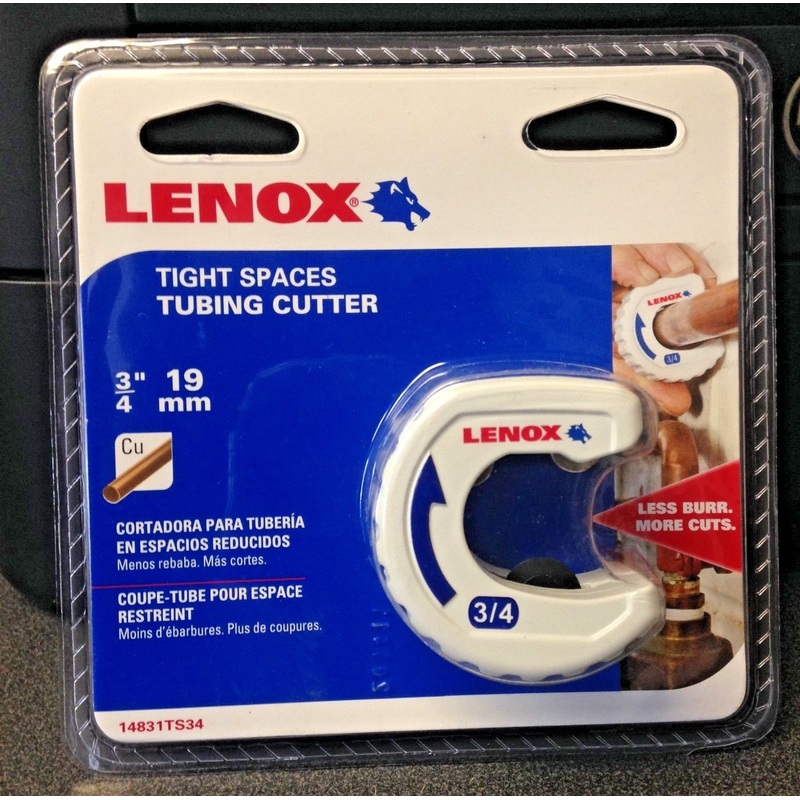 LENOX®
TIGHT SPACES
TUBING CUTTER
3/4" 19 mm
Cu
LENOX
3/4
LENOX
3/4
LESS BURR.
MORE CUTS.
CORTADORA PARA TUBERÍA
EN ESPACIOS REDUCIDOS
Menos rebaba. Más cortes.
COUPE-TUBE POUR ESPACE
RESTREINT
Moins d'ébarbures. Plus de coupures.
14831TS34